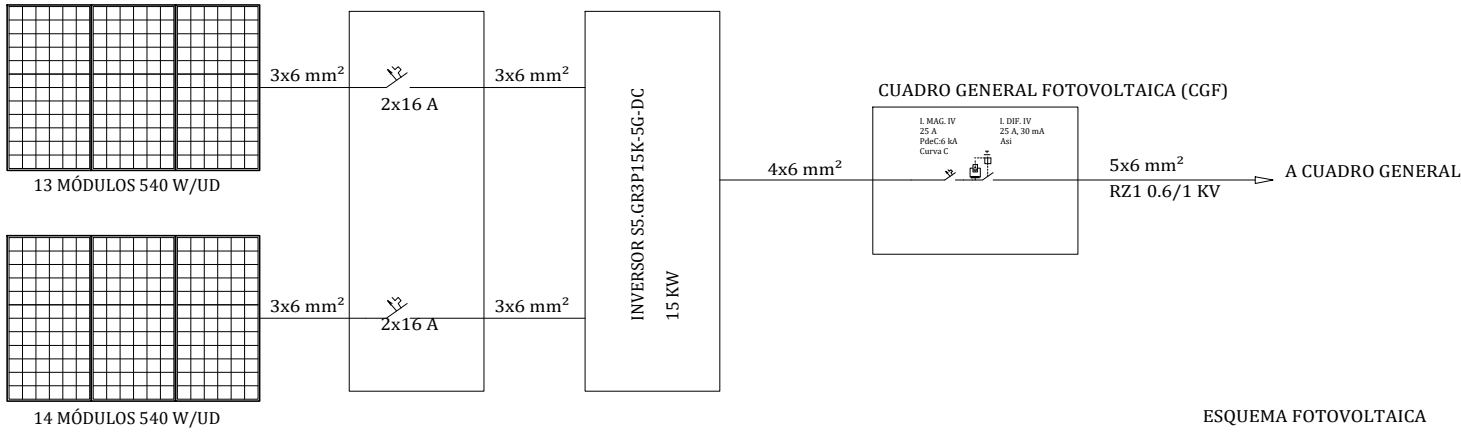 3x6 mm²
2x16 A
3x6 mm²
13 MÓDULOS 540 W/UD
3x6 mm²
2x16 A
3x6 mm²
14 MÓDULOS 540 W/UD
INVERSOR S5.GR3P15K-5G-DC
15 KW
4x6 mm²
CUADRO GENERAL FOTOVOLTAICA (CGF)
I. MAG. IV
25 A
PdeC:6 kA
Curva C
I. DIF. IV
25 A, 30 mA
Asi
5x6 mm²
RZ1 0.6/1 KV
A CUADRO GENERAL
ESQUEMA FOTOVOLTAICA